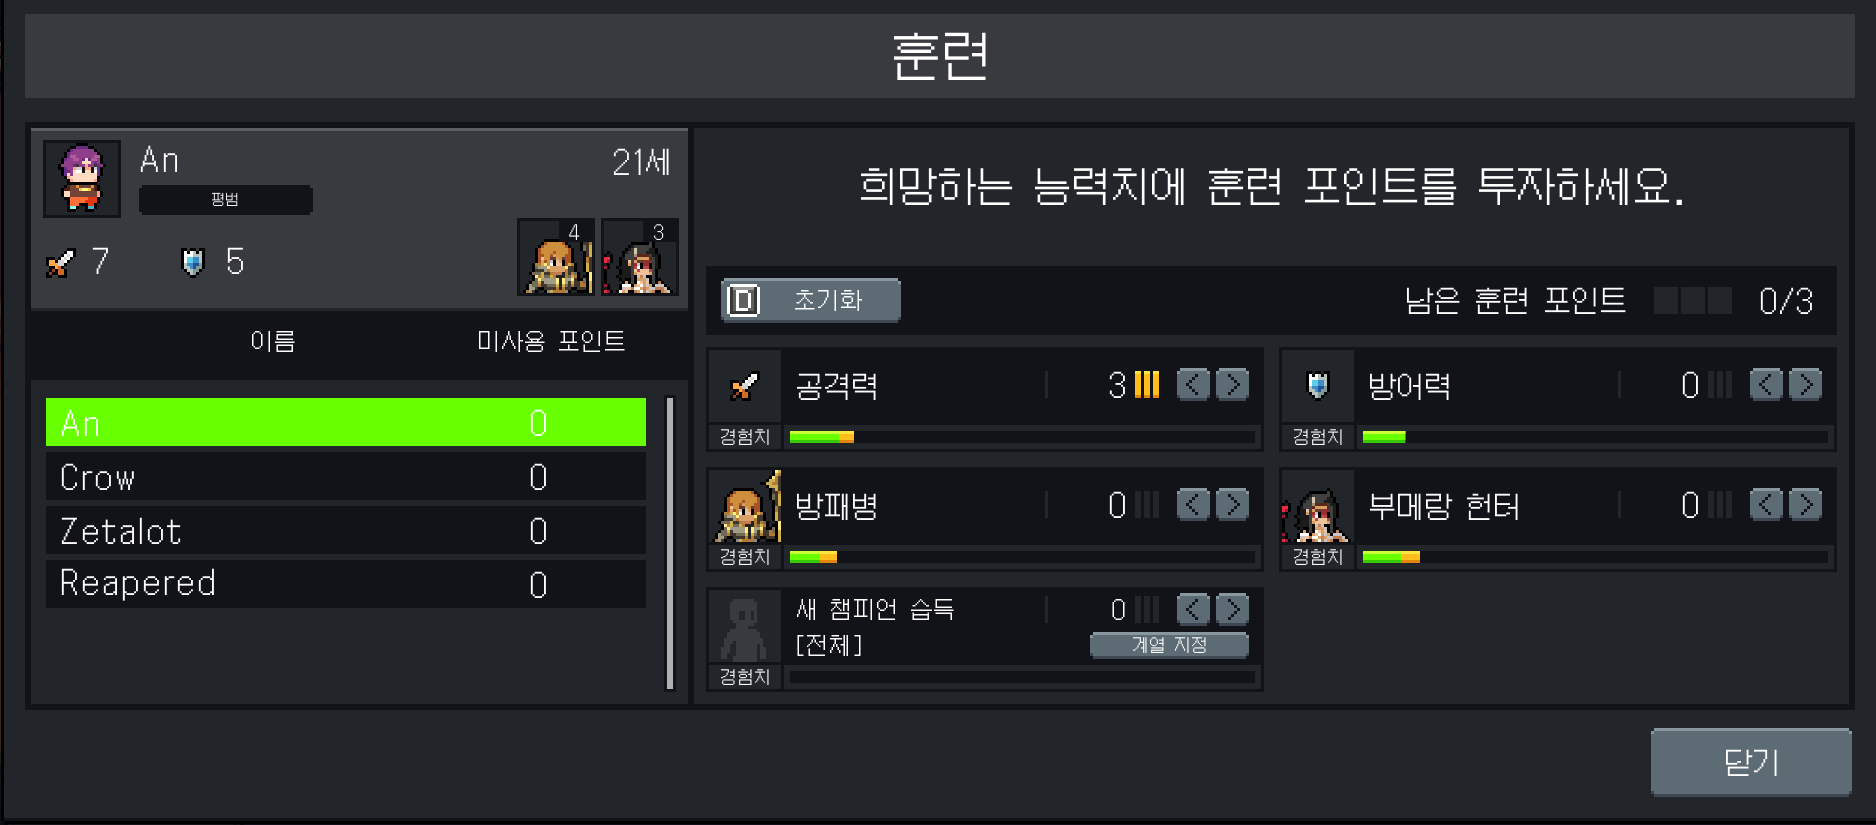 훈련
An
21세
평범
7
5
4
3
이름
미사용 포인트
An
0
Crow
0
Zetalot
0
Reapered
0
희망하는 능력치에 훈련 포인트를 투자하세요.
초기화
남은 훈련 포인트
0/3
공격력
3
경험치
방어력
0
경험치
방패병
0
경험치
부메랑 헌터
0
경험치
새 챔피언 습득
0
[전체]
계열 지정
경험치
닫기